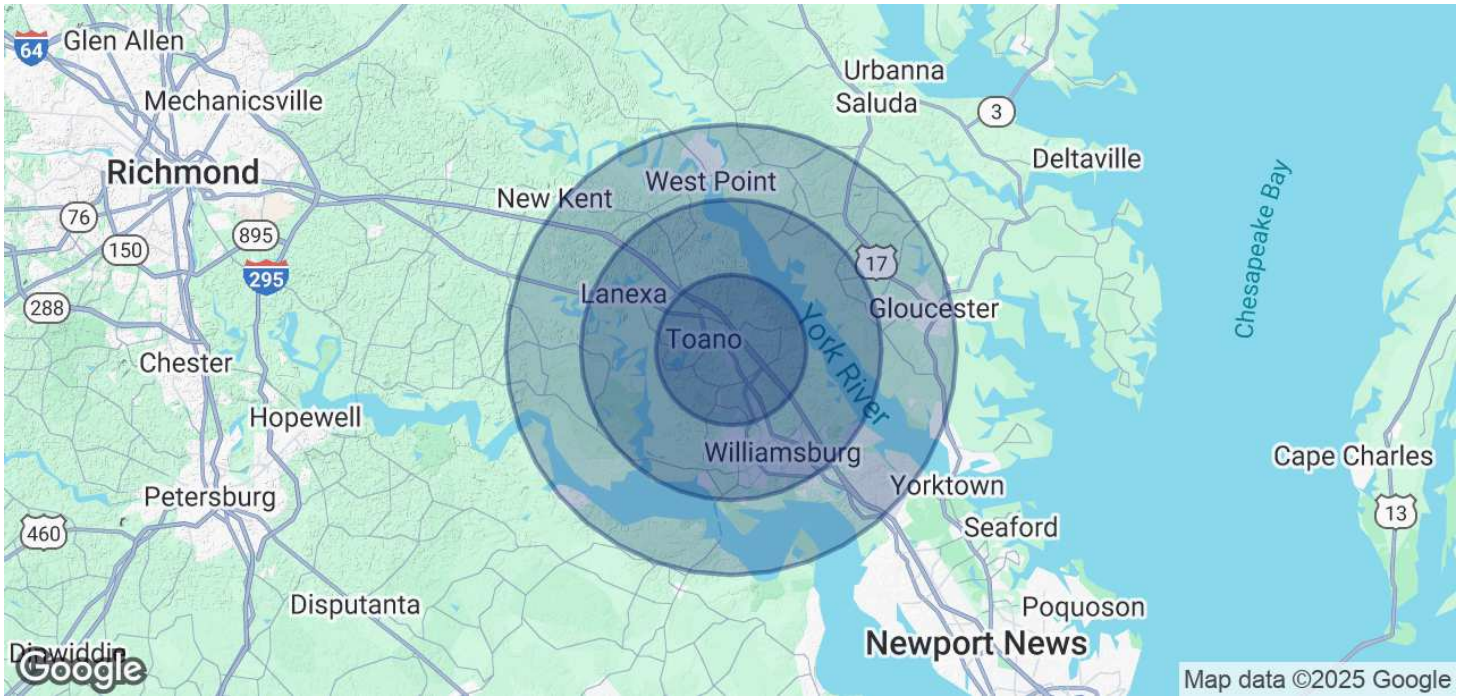 64
Glen Allen
Urbanna
Mechanicsville
Saluda
3
Deltaville
Richmond
West Point
New Kent
76
150
895
295
17
288
Lanexa
Gloucester
Toano
York River
Chesapeake Bay
Chester
Hopewell
Williamsburg
Cape Charles
Petersburg
Yorktown
460
13
Seaford
Disputanta
Poquoson
Newport News
Google
Map data ©2025 Google